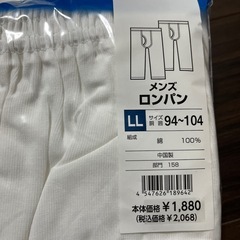 メンズ
ロンパン
LL サイズ 胴囲 94~104
組成 綿 100%
中国製
部門 158
4 547626 189642
本体価格 ¥1,880
(税込価格 ¥2,068)